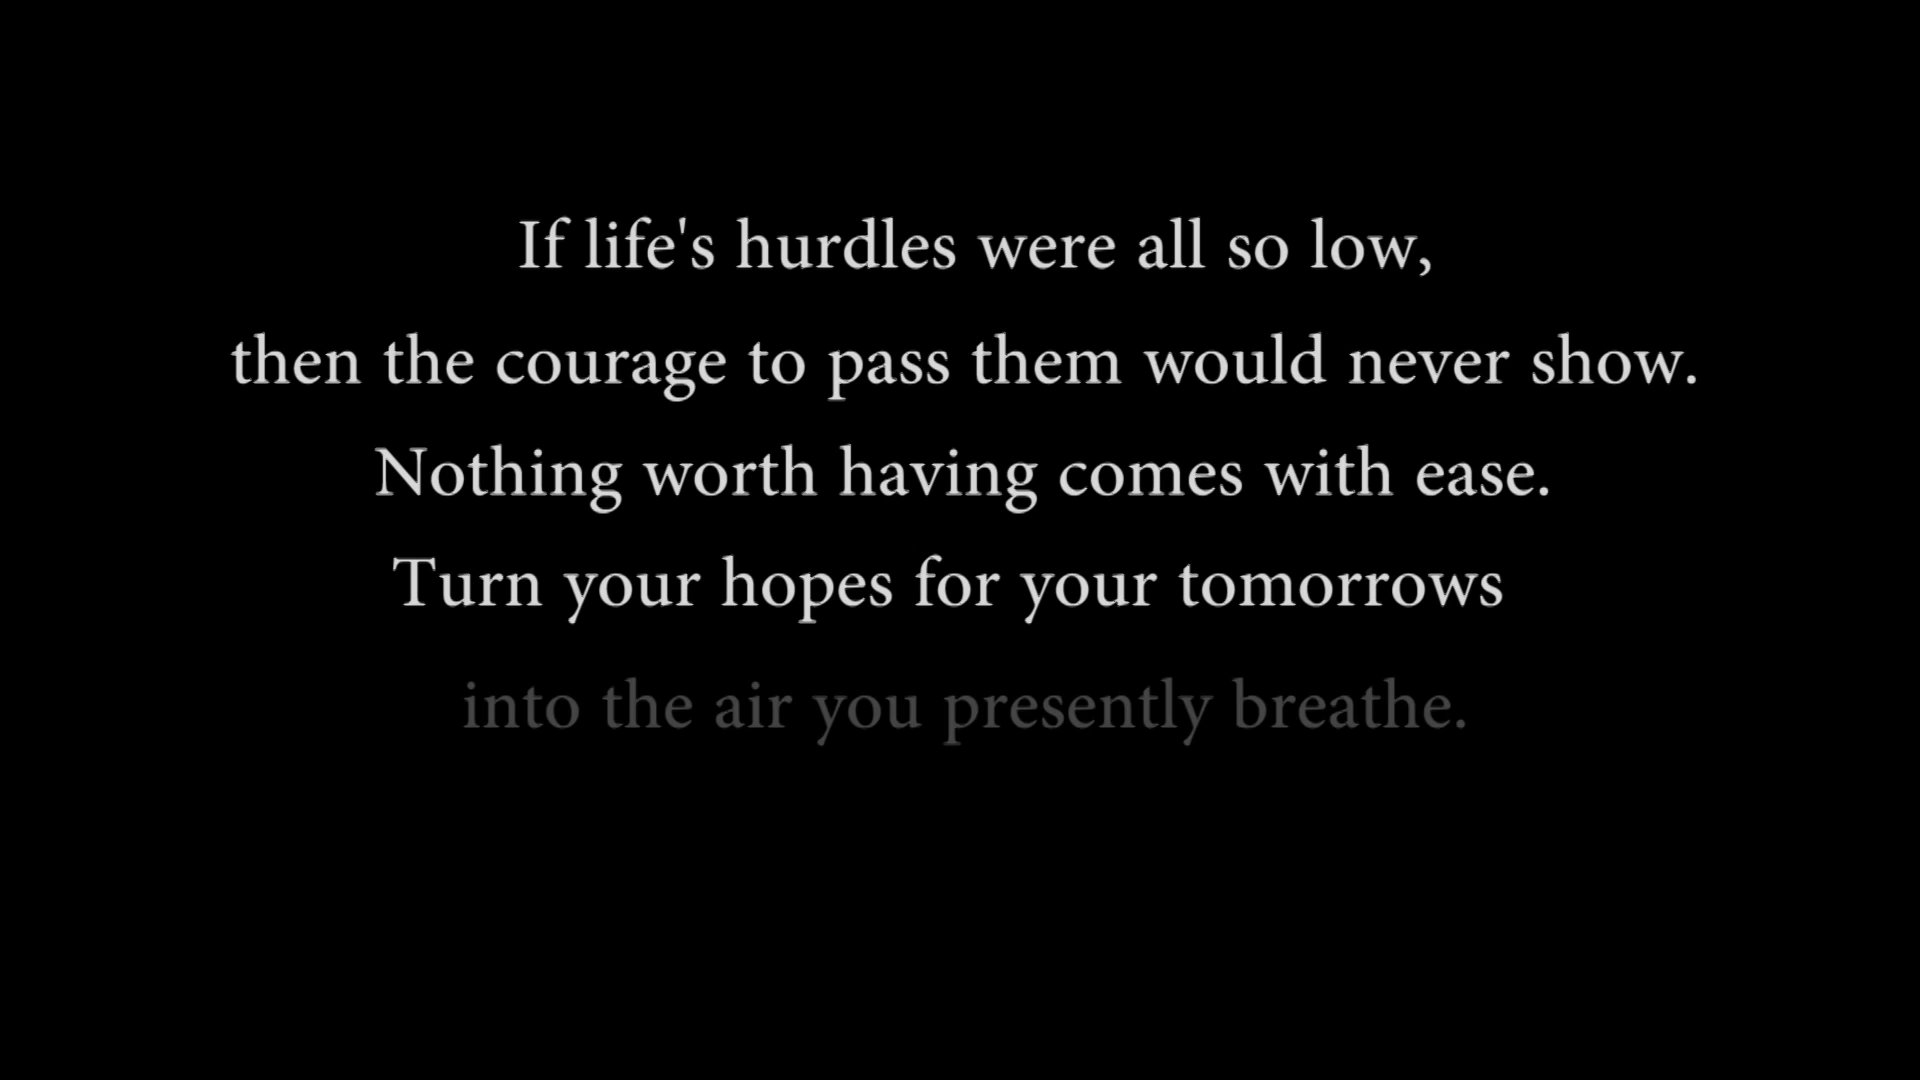 If life's hurdles were all so low,
then the courage to pass them would never show.
Nothing worth having comes with ease.
Turn your hopes for your tomorrows
into the air you presently breathe.